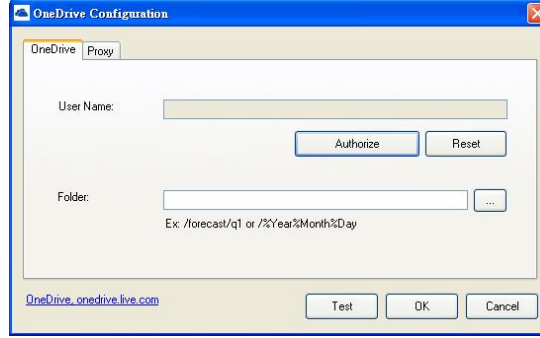 OneDrive Configuration
OneDrive Proxy
User Name:
Authorize Reset
Folder: ...
Ex: /forecast/q1 or /%Year%Month%Day
OneDrive, onedrive.live.com Test OK Cancel